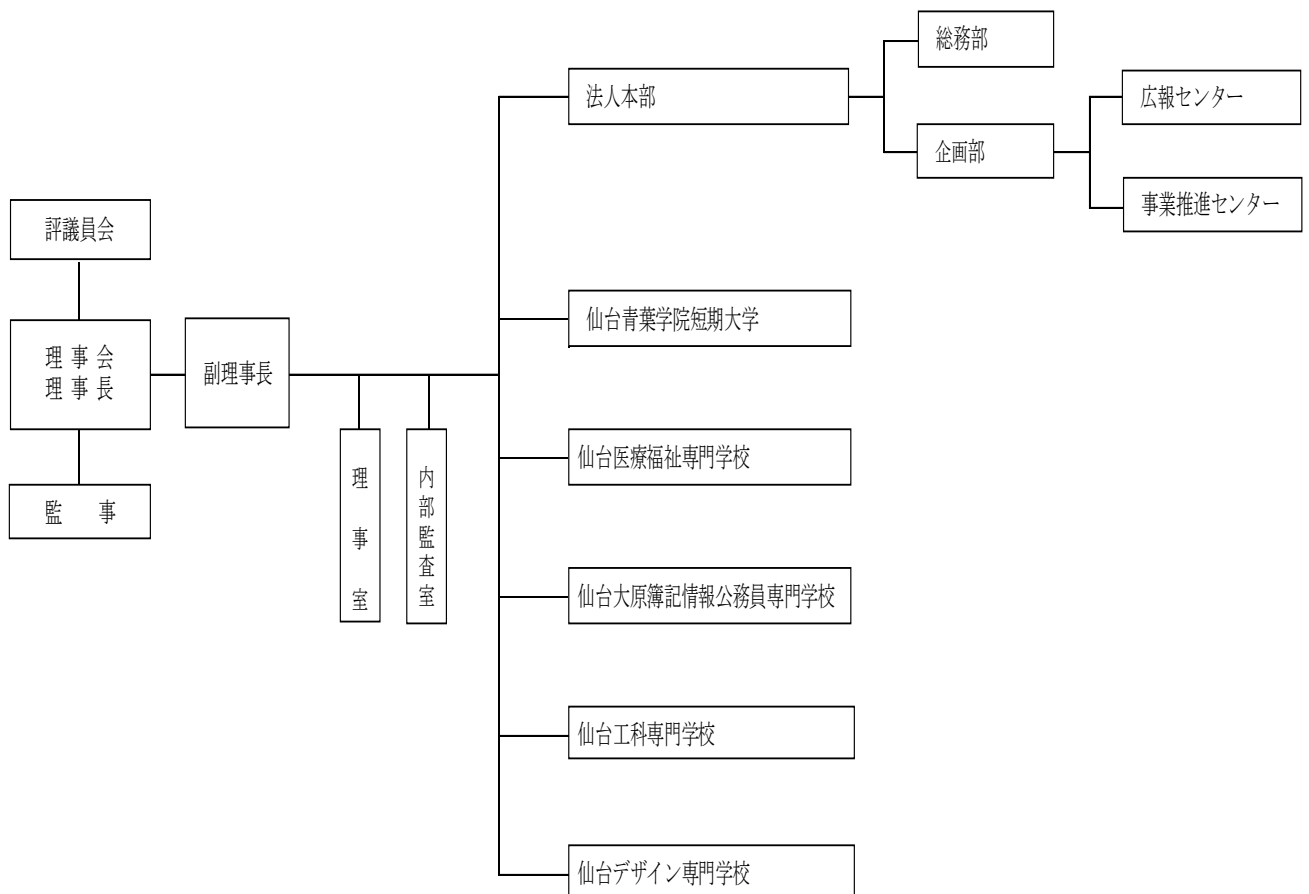 総務部
法人本部
広報センター
企画部
事業推進センター
評議員会
仙台青葉学院短期大学
理 事 会
理 事 長
副理事長
仙台医療福祉専門学校
理事室
内部監査室
監　　事
仙台大原簿記情報公務員専門学校
仙台工科専門学校
仙台デザイン専門学校